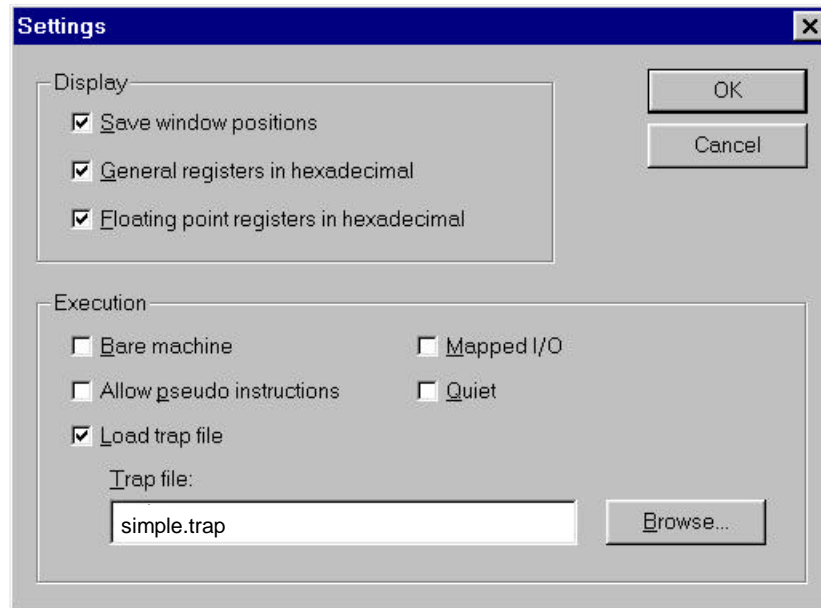 Settings
Display
OK
Save window positions
Cancel
General registers in hexadecimal
Floating point registers in hexadecimal
Execution
Bare machine
Mapped I/O
Allow pseudo instructions
Quiet
Load trap file
Trap file:
simple.trap
Browse...